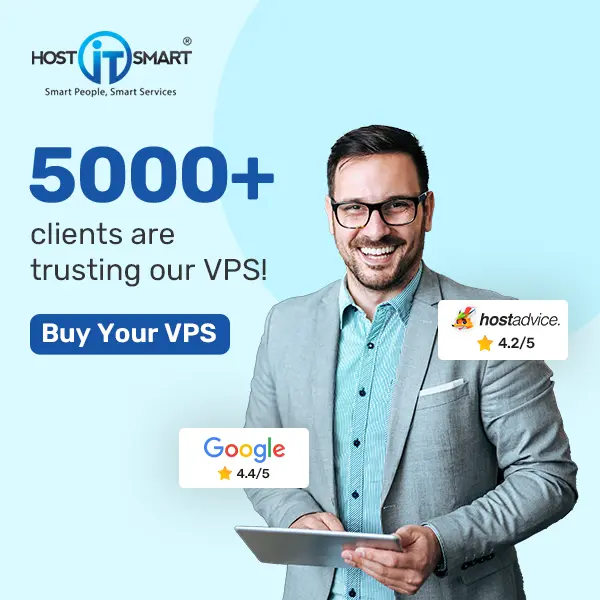 HOST iT SMART®
Smart People, Smart Services
5000+
clients are
trusting our VPS!
Buy Your VPS
hostadvice.
4.2/5
Google
4.4/5